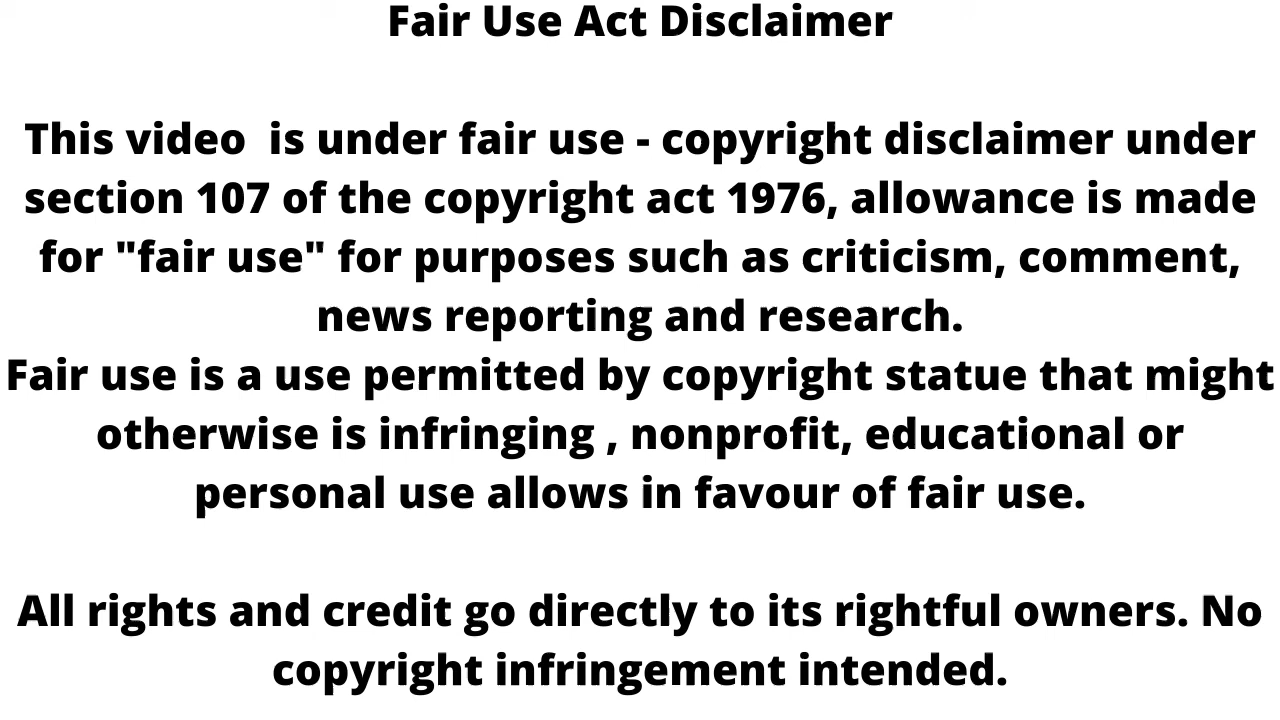 Fair Use Act Disclaimer
This video  is under fair use - copyright disclaimer under
section 107 of the copyright act 1976, allowance is made
for "fair use" for purposes such as criticism, comment,
news reporting and research.
Fair use is a use permitted by copyright statue that might
otherwise is infringing , nonprofit, educational or
personal use allows in favour of fair use.
All rights and credit go directly to its rightful owners. No
copyright infringement intended.